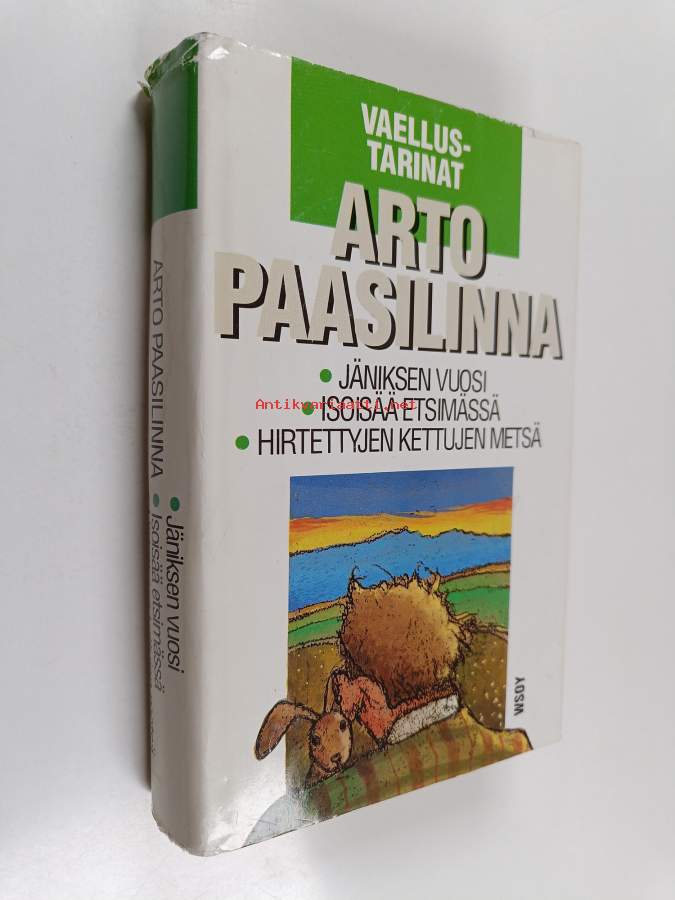 VAELLUS-
TARINAT
ARTO
PAASILINNA
• JÄNIKSEN VUOSI
• ISOISÄÄ ETSIMÄSSÄ
• HIRTETTYJEN KETTUJEN METSÄ
Antikvariaatit.net
WSOY
ARTO PAASILINNA
• Jäniksen vuosi
• Isoisää etsimässä